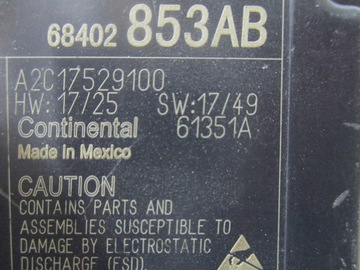 68402 853AB
A2C17529100
HW:17/25 SW:17/49
Continental 61351A
Made in Mexico
CAUTION
CONTAINS PARTS AND
ASSEMBLIES SUSCEPTIBLE TO
DAMAGE BY ELECTROSTATIC
DISCHARGE (ESD)